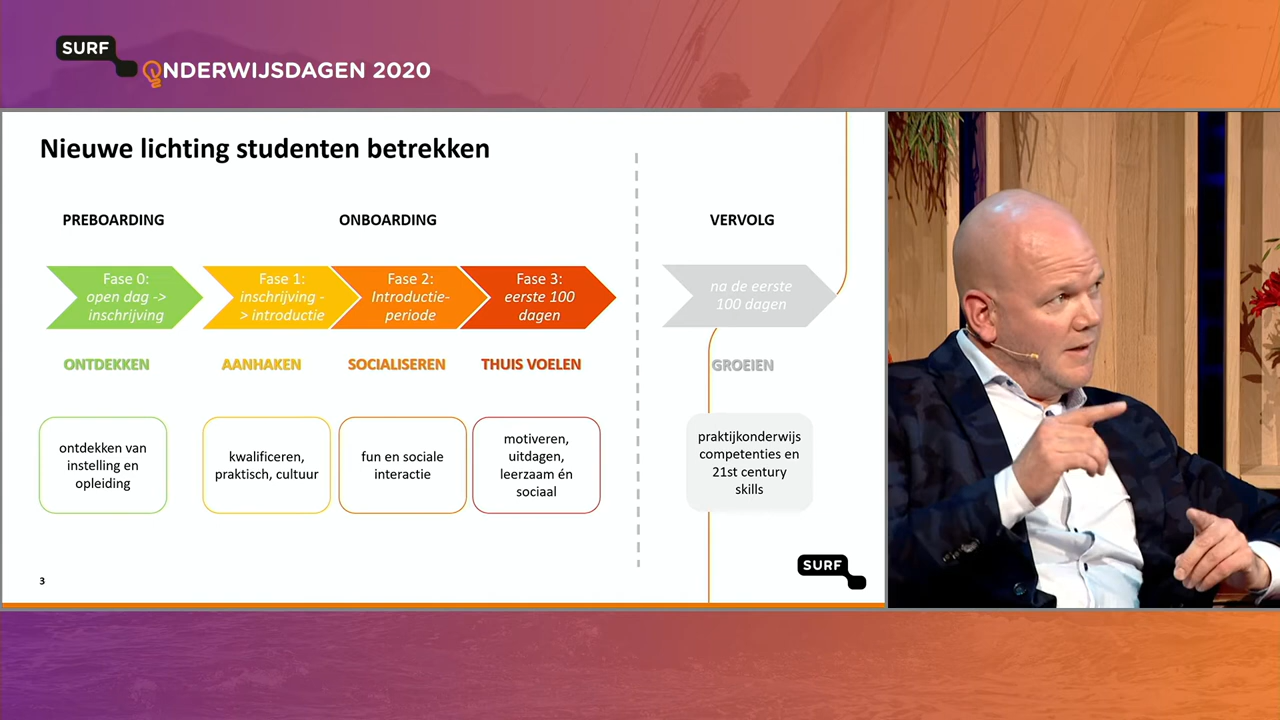 SURF
ONDERWIJSDAGEN 2020
Nieuwe lichting studenten betrekken
PREBOARDING
ONBOARDING
VERVOLG
Fase 0:
open dag ->
inschrijving
Fase 1:
inschrijving -
> introductie
Fase 2:
Introductie-
periode
Fase 3:
eerste 100
dagen
na de eerste
100 dagen
ONTDEKKEN
AANHAKEN
SOCIALISEREN
THUIS VOELEN
GROEIEN
ontdekken van
instelling en
opleiding
kwalificeren,
praktisch, cultuur
fun en sociale
interactie
motiveren,
uitdagen,
leerzaam én
sociaal
praktijkonderwijs
competenties en
21st century
skills
3
SURF